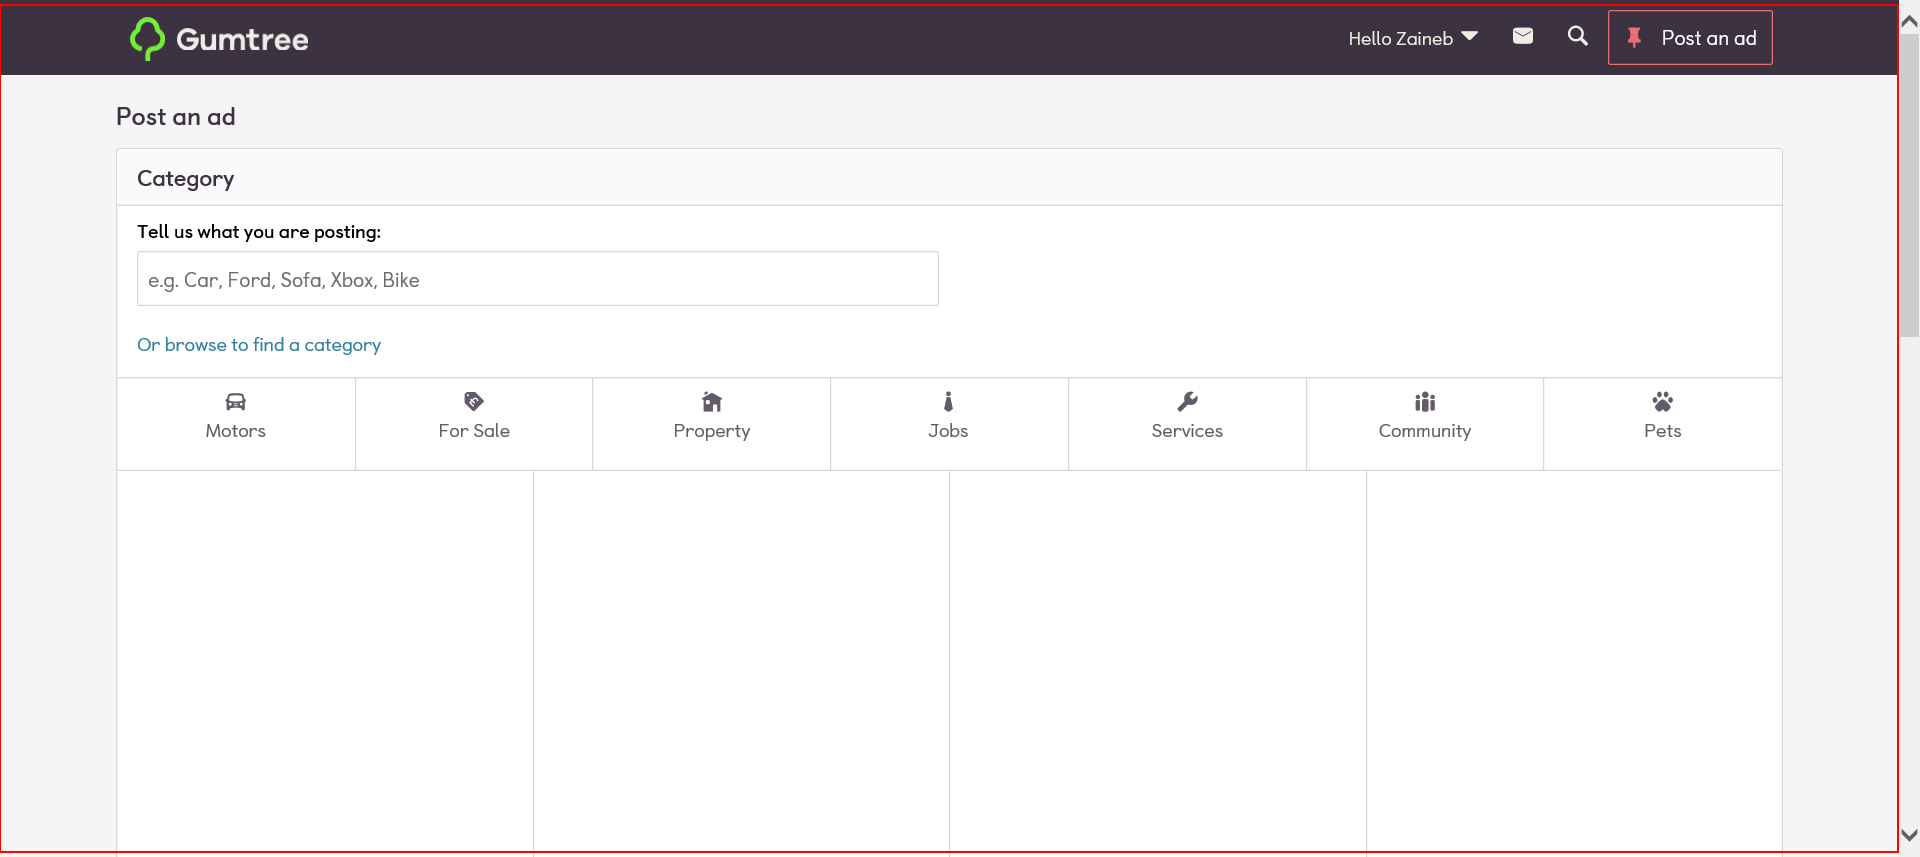 Gumtree
Hello Zaineb
Post an ad
Post an ad
Category
Tell us what you are posting:
e.g. Car, Ford, Sofa, Xbox, Bike
Or browse to find a category
Motors
For Sale
Property
Jobs
Services
Community
Pets